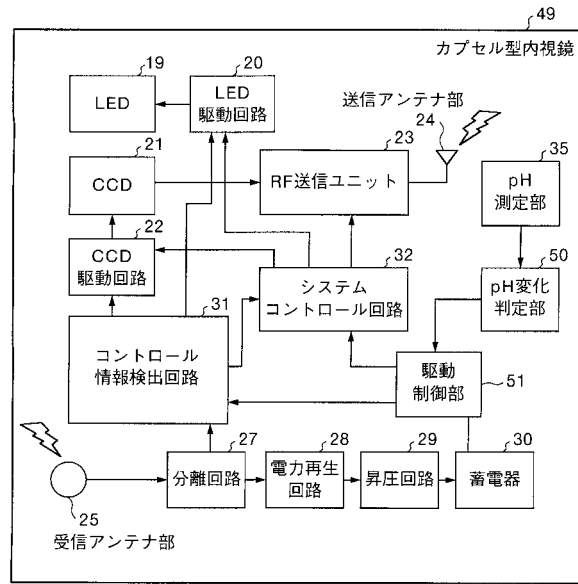 49
カプセル型内視鏡
19
LED
20
LED
駆動回路
送信アンテナ部
24
21
CCD
23
RF送信ユニット
35
pH
測定部
22
CCD
駆動回路
32
システム
コントロール回路
50
pH変化
判定部
31
コントロール
情報検出回路
駆動
制御部
51
27
分離回路
28
電力再生
回路
29
昇圧回路
30
蓄電器
25
受信アンテナ部